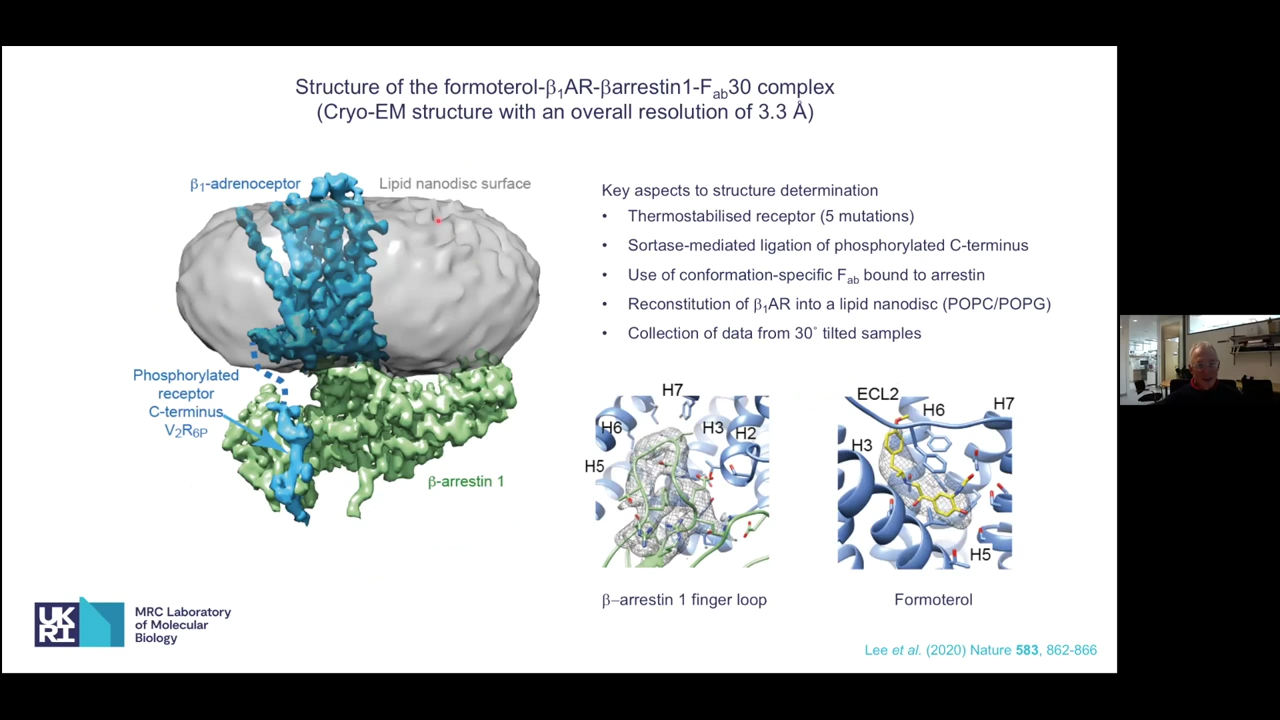 Structure of the formoterol-β₁AR-βarrestin1-Fab30 complex
(Cryo-EM structure with an overall resolution of 3.3 Å)
β₁-adrenoceptor
Lipid nanodisc surface
Phosphorylated
receptor
C-terminus
V₂R₆P
β-arrestin 1
Key aspects to structure determination
• Thermostabilised receptor (5 mutations)
• Sortase-mediated ligation of phosphorylated C-terminus
• Use of conformation-specific Fab bound to arrestin
• Reconstitution of β₁AR into a lipid nanodisc (POPC/POPG)
• Collection of data from 30° tilted samples
H7
H6
H3
H2
H5
β–arrestin 1 finger loop
ECL2
H6
H7
H3
H5
Formoterol
UK
RI
MRC Laboratory
of Molecular
Biology
Lee et al. (2020) Nature 583, 862-866